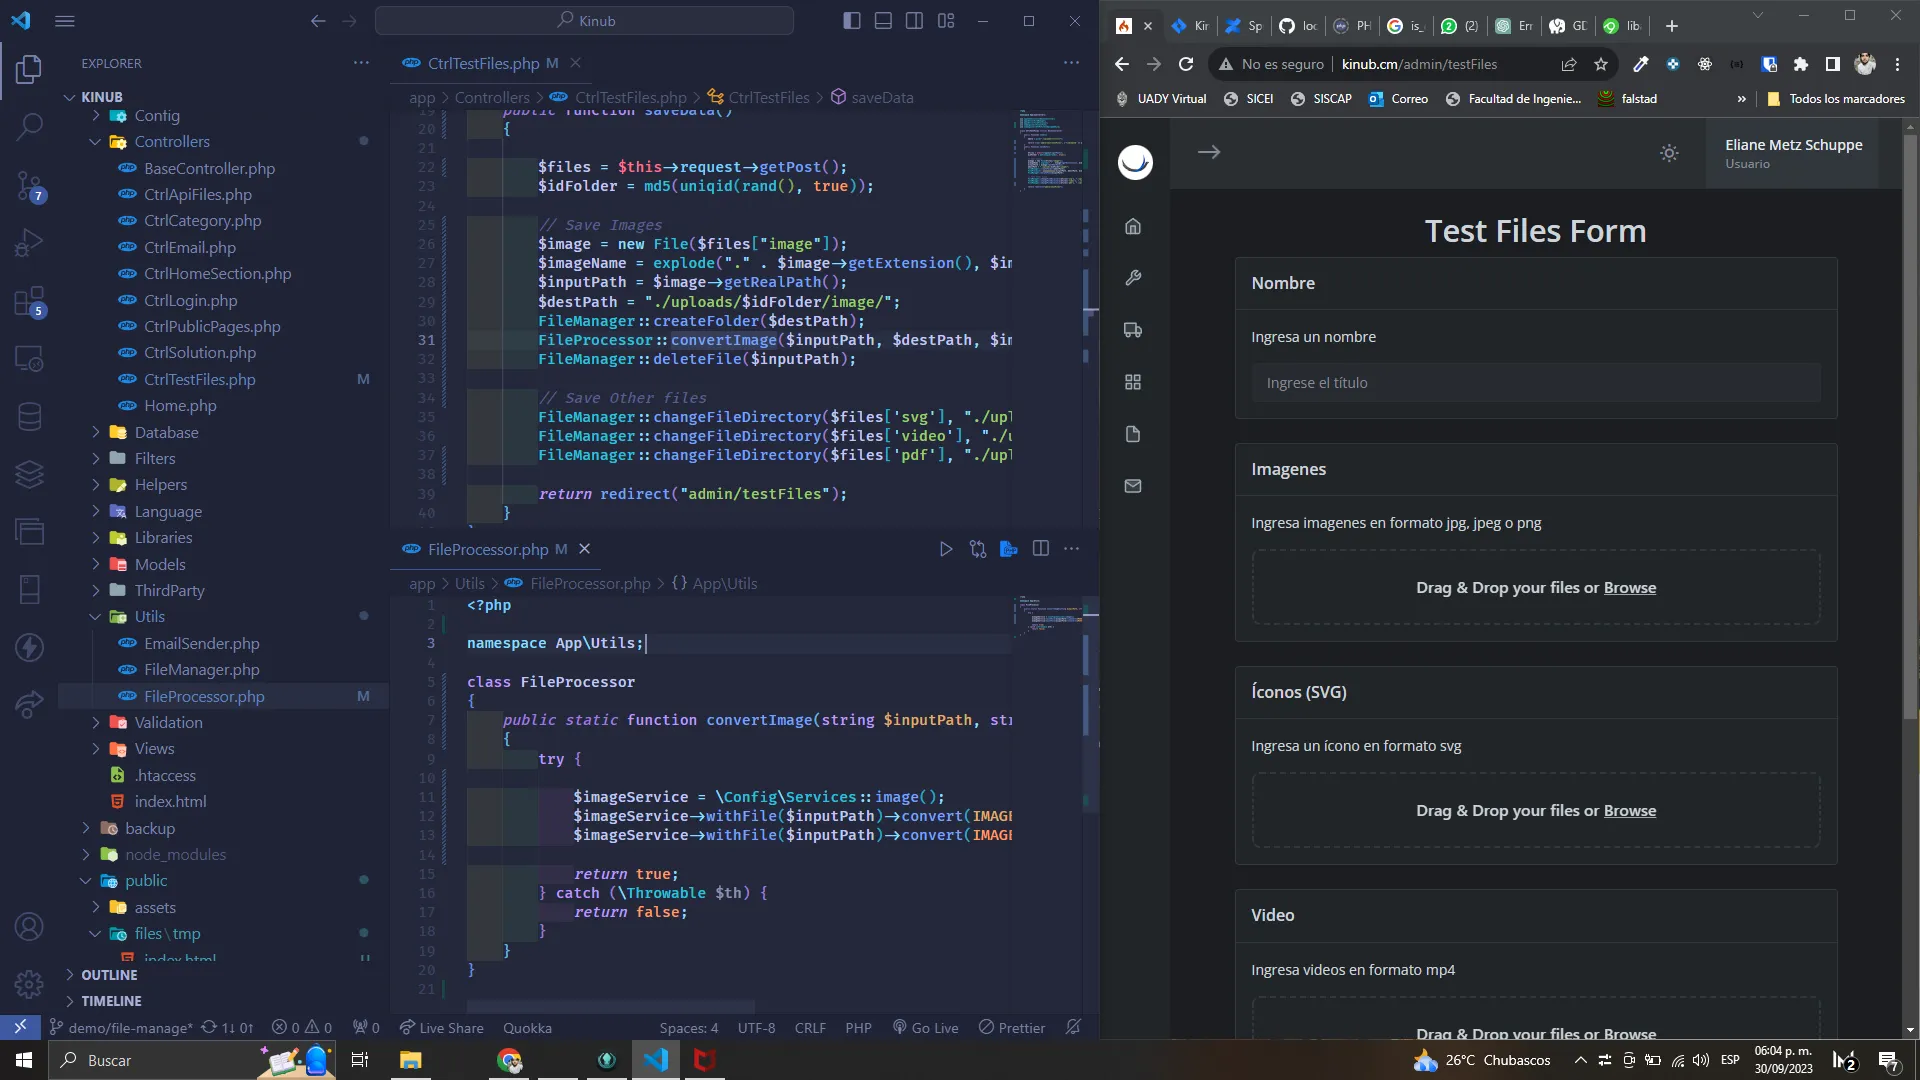 Kinub
EXPLORER
KINUB
Config
Controllers
BaseController.php
CtrlApiFiles.php
CtrlCategory.php
CtrlEmail.php
CtrlHomeSection.php
CtrlLogin.php
CtrlPublicPages.php
CtrlSolution.php
CtrlTestFiles.php M
Home.php
Database
Filters
Helpers
Language
Libraries
Models
ThirdParty
Utils
EmailSender.php
FileManager.php
FileProcessor.php M
Validation
Views
.htaccess
index.html
backup
node_modules
public
assets
files\tmp
index.html U
OUTLINE
TIMELINE
7
5
CtrlTestFiles.php M
app > Controllers > CtrlTestFiles.php > CtrlTestFiles > saveData
19 public function saveData()
20 {
21
22 $files = $this->request->getPost();
23 $idFolder = md5(uniqid(rand(), true));
24
25 // Save Images
26 $image = new File($files["image"]);
27 $imageName = explode("." . $image->getExtension(), $im
28 $inputPath = $image->getRealPath();
29 $destPath = "./uploads/$idFolder/image/";
30 FileManager::createFolder($destPath);
31 FileProcessor::convertImage($inputPath, $destPath, $im
32 FileManager::deleteFile($inputPath);
33
34 // Save Other files
35 FileManager::changeFileDirectory($files['svg'], "./upl
36 FileManager::changeFileDirectory($files['video'], "./u
37 FileManager::changeFileDirectory($files['pdf'], "./upl
38
39 return redirect("admin/testFiles");
40 }
FileProcessor.php M
app > Utils > FileProcessor.php > {} App\Utils
1 <?php
2
3 namespace App\Utils;
4
5 class FileProcessor
6 {
7 public static function convertImage(string $inputPath, str
8 {
9 try {
10
11 $imageService = \Config\Services::image();
12 $imageService->withFile($inputPath)->convert(IMAGE
13 $imageService->withFile($inputPath)->convert(IMAGE
14
15 return true;
16 } catch (\Throwable $th) {
17 return false;
18 }
19 }
20 }
21
demo/file-manage* 1↓ 0↑ 0 0 0 Live Share Quokka Spaces: 4 UTF-8 CRLF PHP Go Live Prettier
Kir Sp loc PH is_ (2) Err GD lib
No es seguro kinub.cm/admin/testFiles
UADY Virtual SICEI SISCAP Correo Facultad de Ingenie... falstad » Todos los marcadores
Eliane Metz Schuppe
Usuario
Test Files Form
Nombre
Ingresa un nombre
Ingrese el título
Imagenes
Ingresa imagenes en formato jpg, jpeg o png
Drag & Drop your files or Browse
Íconos (SVG)
Ingresa un ícono en formato svg
Drag & Drop your files or Browse
Video
Ingresa videos en formato mp4
Drag & Drop your files or Browse
Buscar
26°C Chubascos
ESP
06:04 p. m.
30/09/2023
2
7